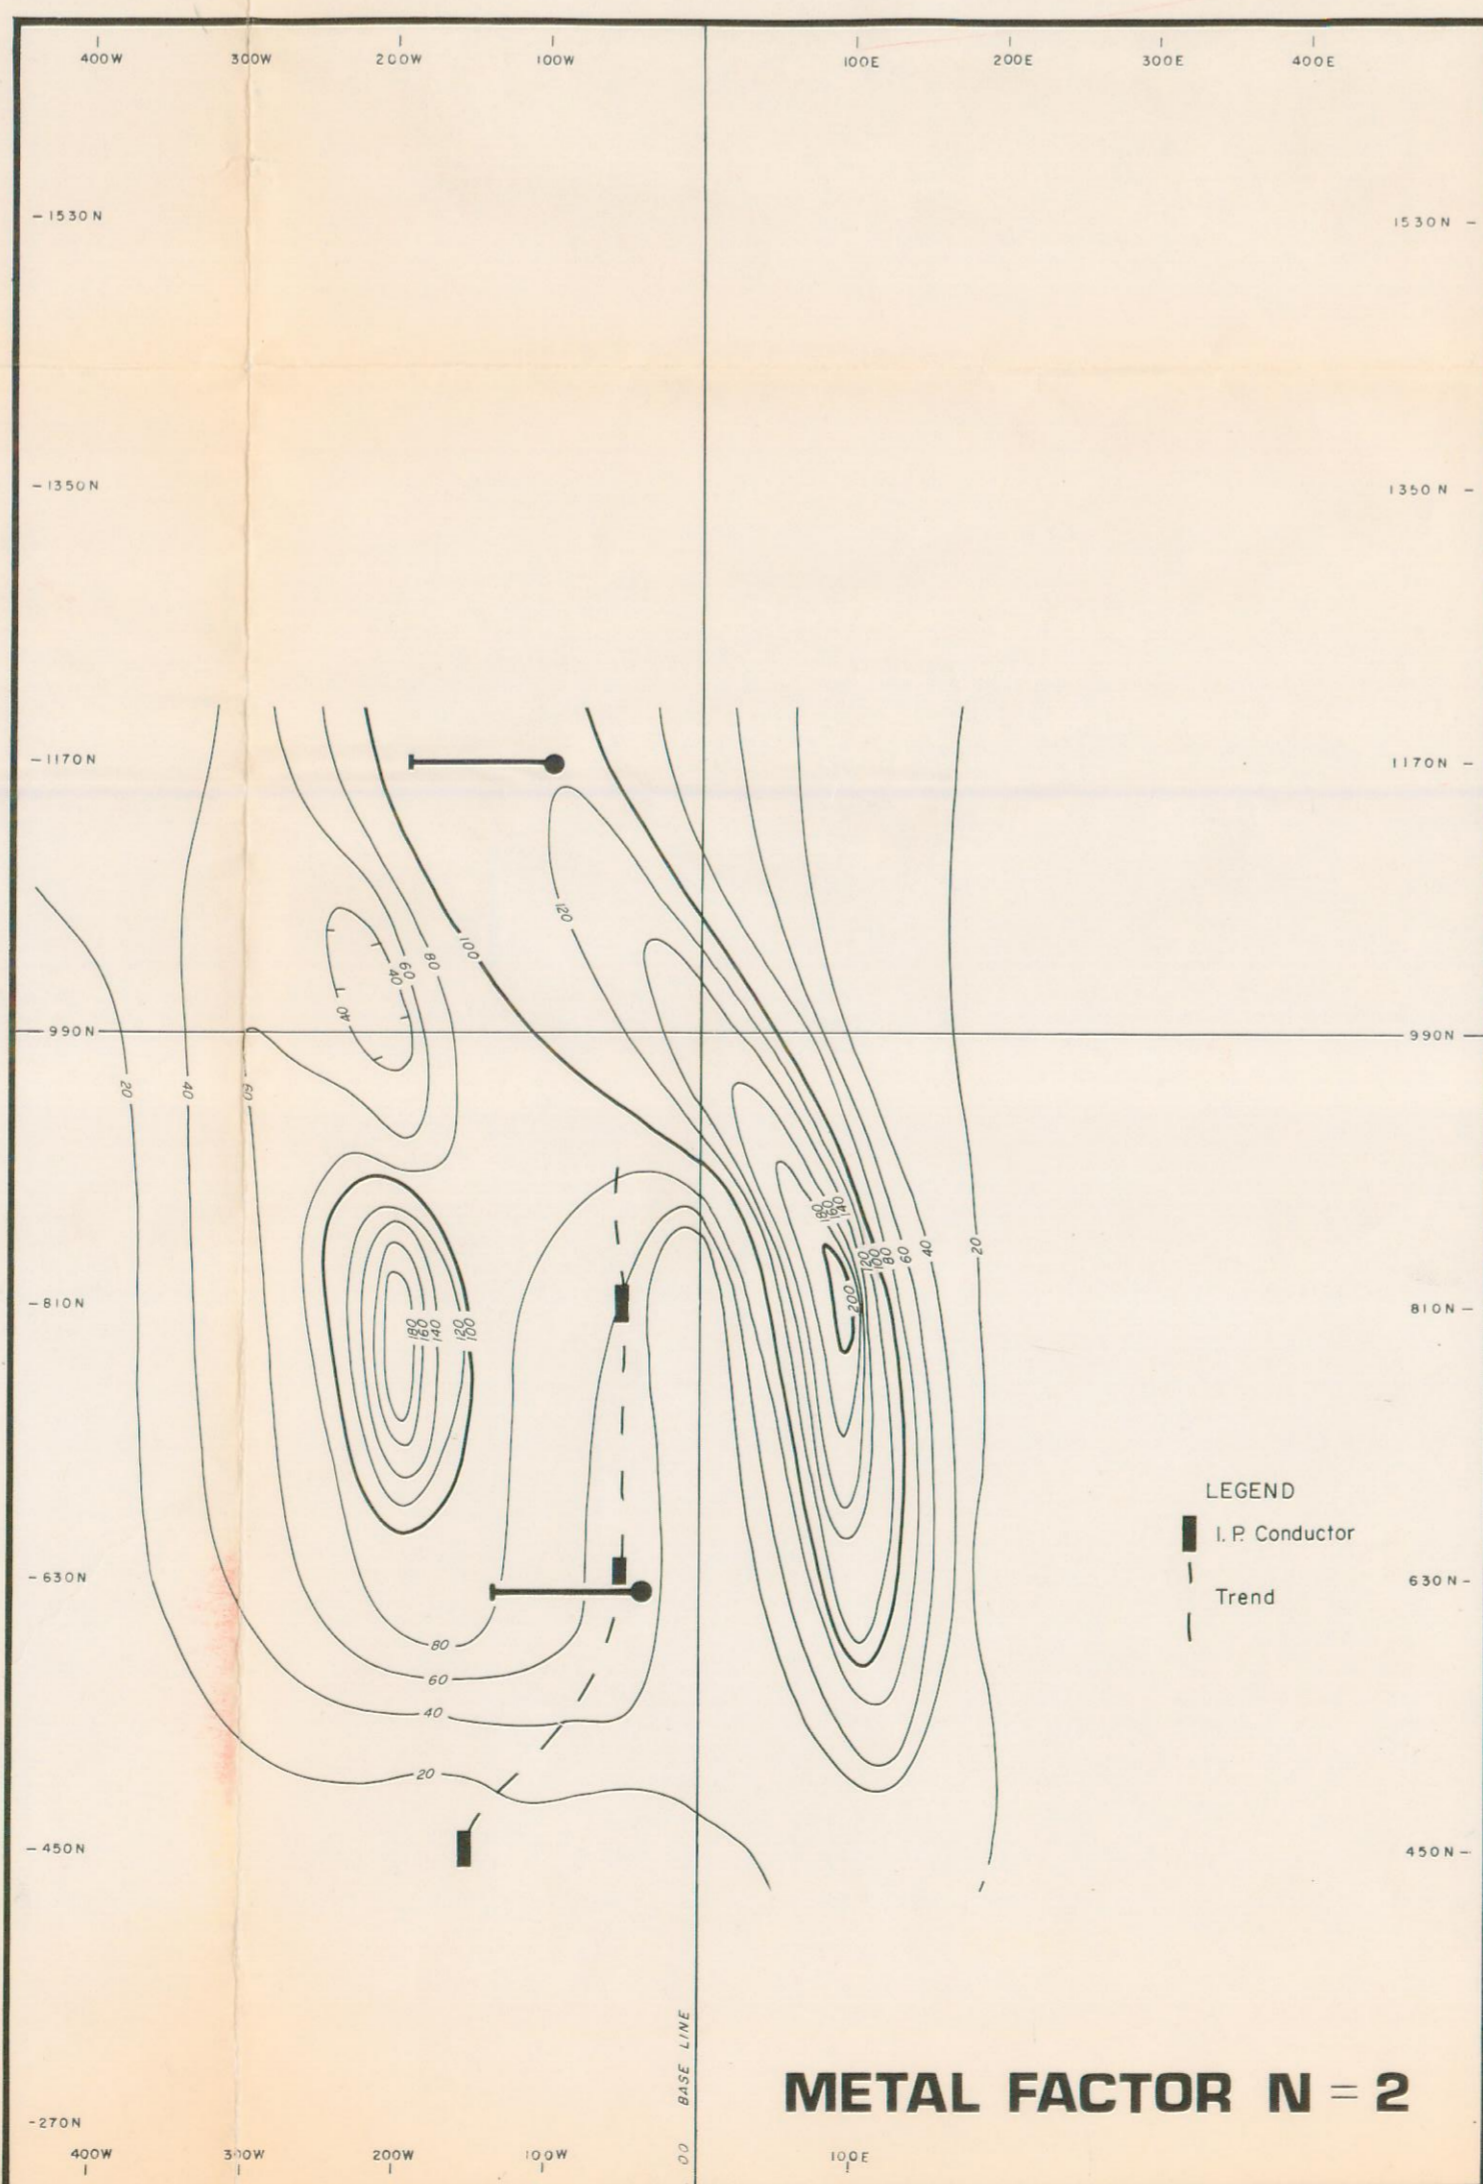 400W 300W 200W 100W 100E 200E 300E 400E
-1530N 1530N -
-1350N 1350N -
-1170N 1170N -
120
100
80
60
40
40
-990N 990N
20 40 60
180 160 140
120 100 80 60 40 20
-810N 200 810N -
180 160 140 120 100
LEGEND
I.P. Conductor
Trend
-630N 630N -
80
60
40
20
-450N 450N -
00 BASE LINE
METAL FACTOR N = 2
-270N
400W 300W 200W 100W 100E